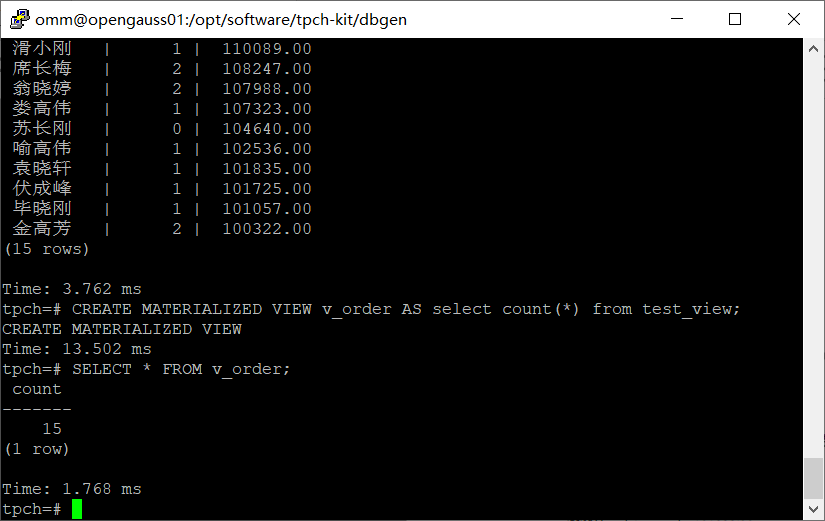 omm@opengauss01:/opt/software/tpch-kit/dbgen
滑小刚 | 1 | 110089.00
席长梅 | 2 | 108247.00
翁晓婷 | 2 | 107988.00
娄高伟 | 1 | 107323.00
苏长刚 | 0 | 104640.00
喻高伟 | 1 | 102536.00
袁晓轩 | 1 | 101835.00
伏成峰 | 1 | 101725.00
毕晓刚 | 1 | 101057.00
金高芳 | 2 | 100322.00
(15 rows)
Time: 3.762 ms
tpch=# CREATE MATERIALIZED VIEW v_order AS select count(*) from test_view;
CREATE MATERIALIZED VIEW
Time: 13.502 ms
tpch=# SELECT * FROM v_order;
count
-------
15
(1 row)
Time: 1.768 ms
tpch=#